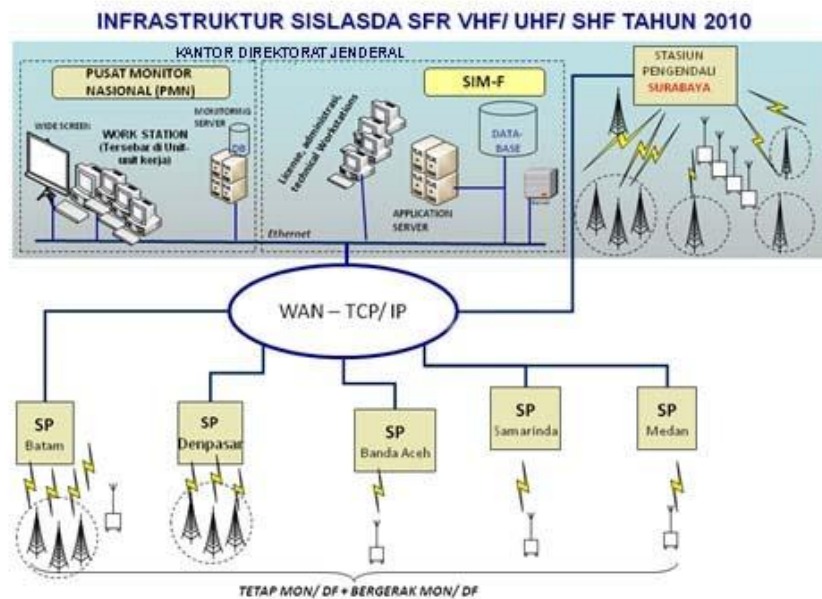 INFRASTRUKTUR SISLASDA SFR VHF/ UHF/ SHF TAHUN 2010
KANTOR DIREKTORAT JENDERAL
PUSAT MONITOR
NASIONAL (PMN)
WIDE SCREEN
WORK STATION
(Tersebar di Unit-
unit kerja)
MONITORING
SERVER
DB
SIM-F
License, administrasi,
technical Workstations
DATA-
BASE
APPLICATION
SERVER
Ethernet
STASIUN
PENGENDALI
SURABAYA
WAN – TCP/ IP
SP
Batam
SP
Denpasar
SP
Banda Aceh
SP
Samarinda
SP
Medan
TETAP MON/ DF + BERGERAK MON/ DF